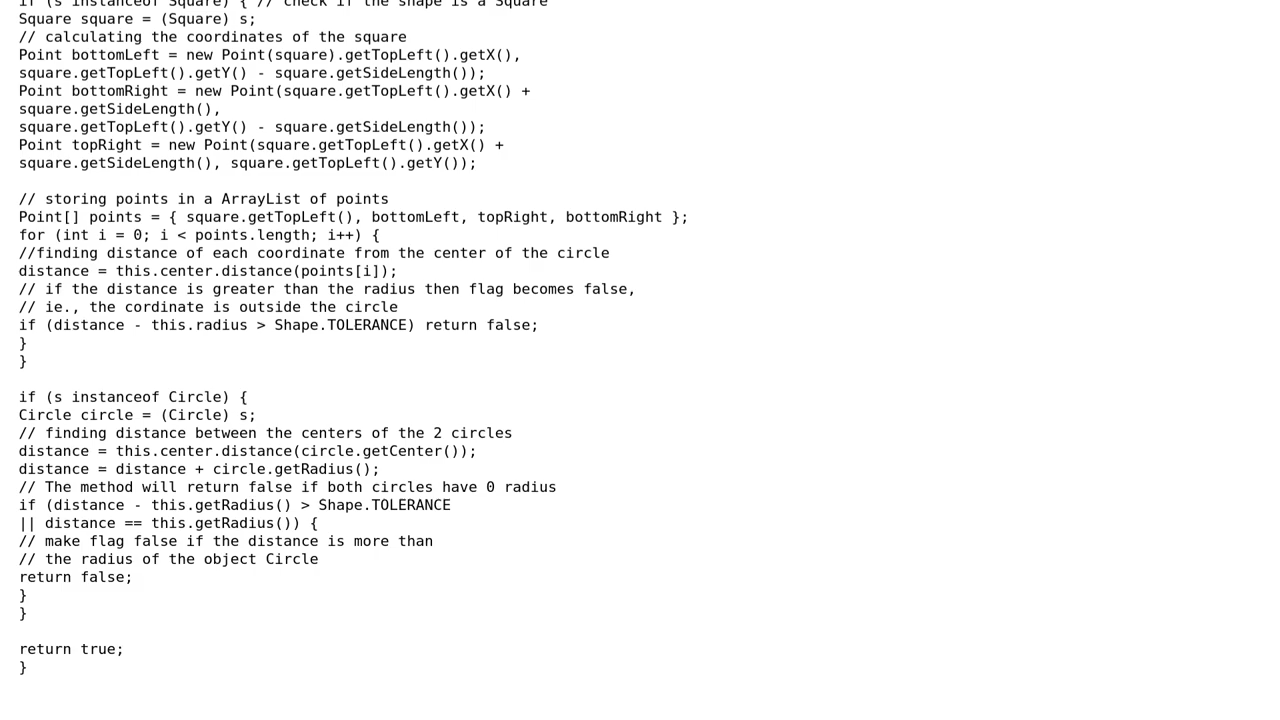 if (s instanceof Square) { // check if the shape is a Square
Square square = (Square) s;
// calculating the coordinates of the square
Point bottomLeft = new Point(square).getTopLeft().getX(),
square.getTopLeft().getY() - square.getSideLength());
Point bottomRight = new Point(square.getTopLeft().getX() +
square.getSideLength(),
square.getTopLeft().getY() - square.getSideLength());
Point topRight = new Point(square.getTopLeft().getX() +
square.getSideLength(), square.getTopLeft().getY());

// storing points in a ArrayList of points
Point[] points = { square.getTopLeft(), bottomLeft, topRight, bottomRight };
for (int i = 0; i < points.length; i++) {
//finding distance of each coordinate from the center of the circle
distance = this.center.distance(points[i]);
// if the distance is greater than the radius then flag becomes false,
// ie., the cordinate is outside the circle
if (distance - this.radius > Shape.TOLERANCE) return false;
}
}

if (s instanceof Circle) {
Circle circle = (Circle) s;
// finding distance between the centers of the 2 circles
distance = this.center.distance(circle.getCenter());
distance = distance + circle.getRadius();
// The method will return false if both circles have 0 radius
if (distance - this.getRadius() > Shape.TOLERANCE
|| distance == this.getRadius()) {
// make flag false if the distance is more than
// the radius of the object Circle
return false;
}
}

return true;
}